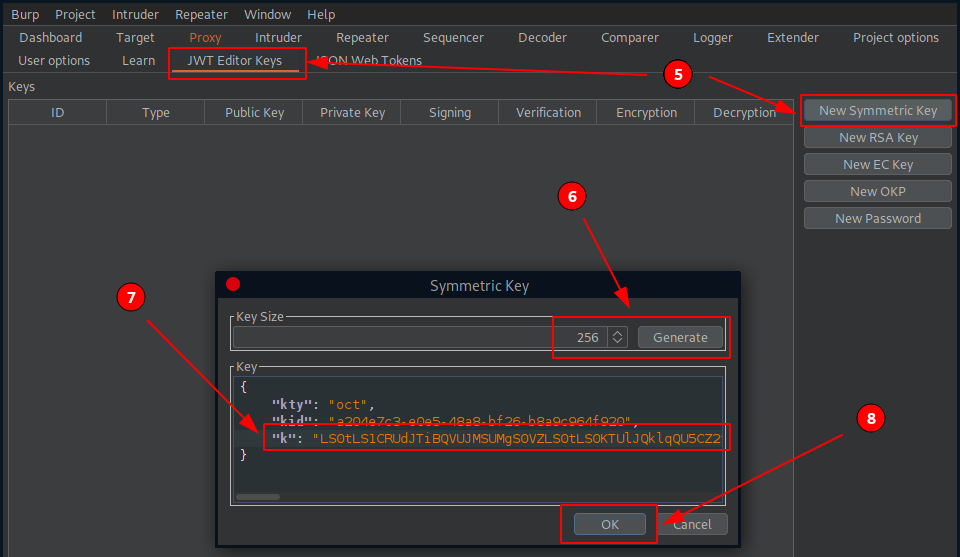 Burp Project Intruder Repeater Window Help
Dashboard Target Proxy Intruder Repeater Sequencer Decoder Comparer Logger Extender Project options
User options Learn JWT Editor Keys JSON Web Tokens
5
Keys
ID Type Public Key Private Key Signing Verification Encryption Decryption
New Symmetric Key
New RSA Key
New EC Key
New OKP
New Password
6
7
Symmetric Key
Key Size
256 Generate
Key
{
"kty": "oct",
"kid": "a204e7c3-e0e5-48a8-bf26-b8a9c964f920",
"k": "LS0tLS1CRUdJTiBQVUJMSUMgS0VZLS0tLS0KTUlJQklqQU5CZ2
}
8
OK Cancel